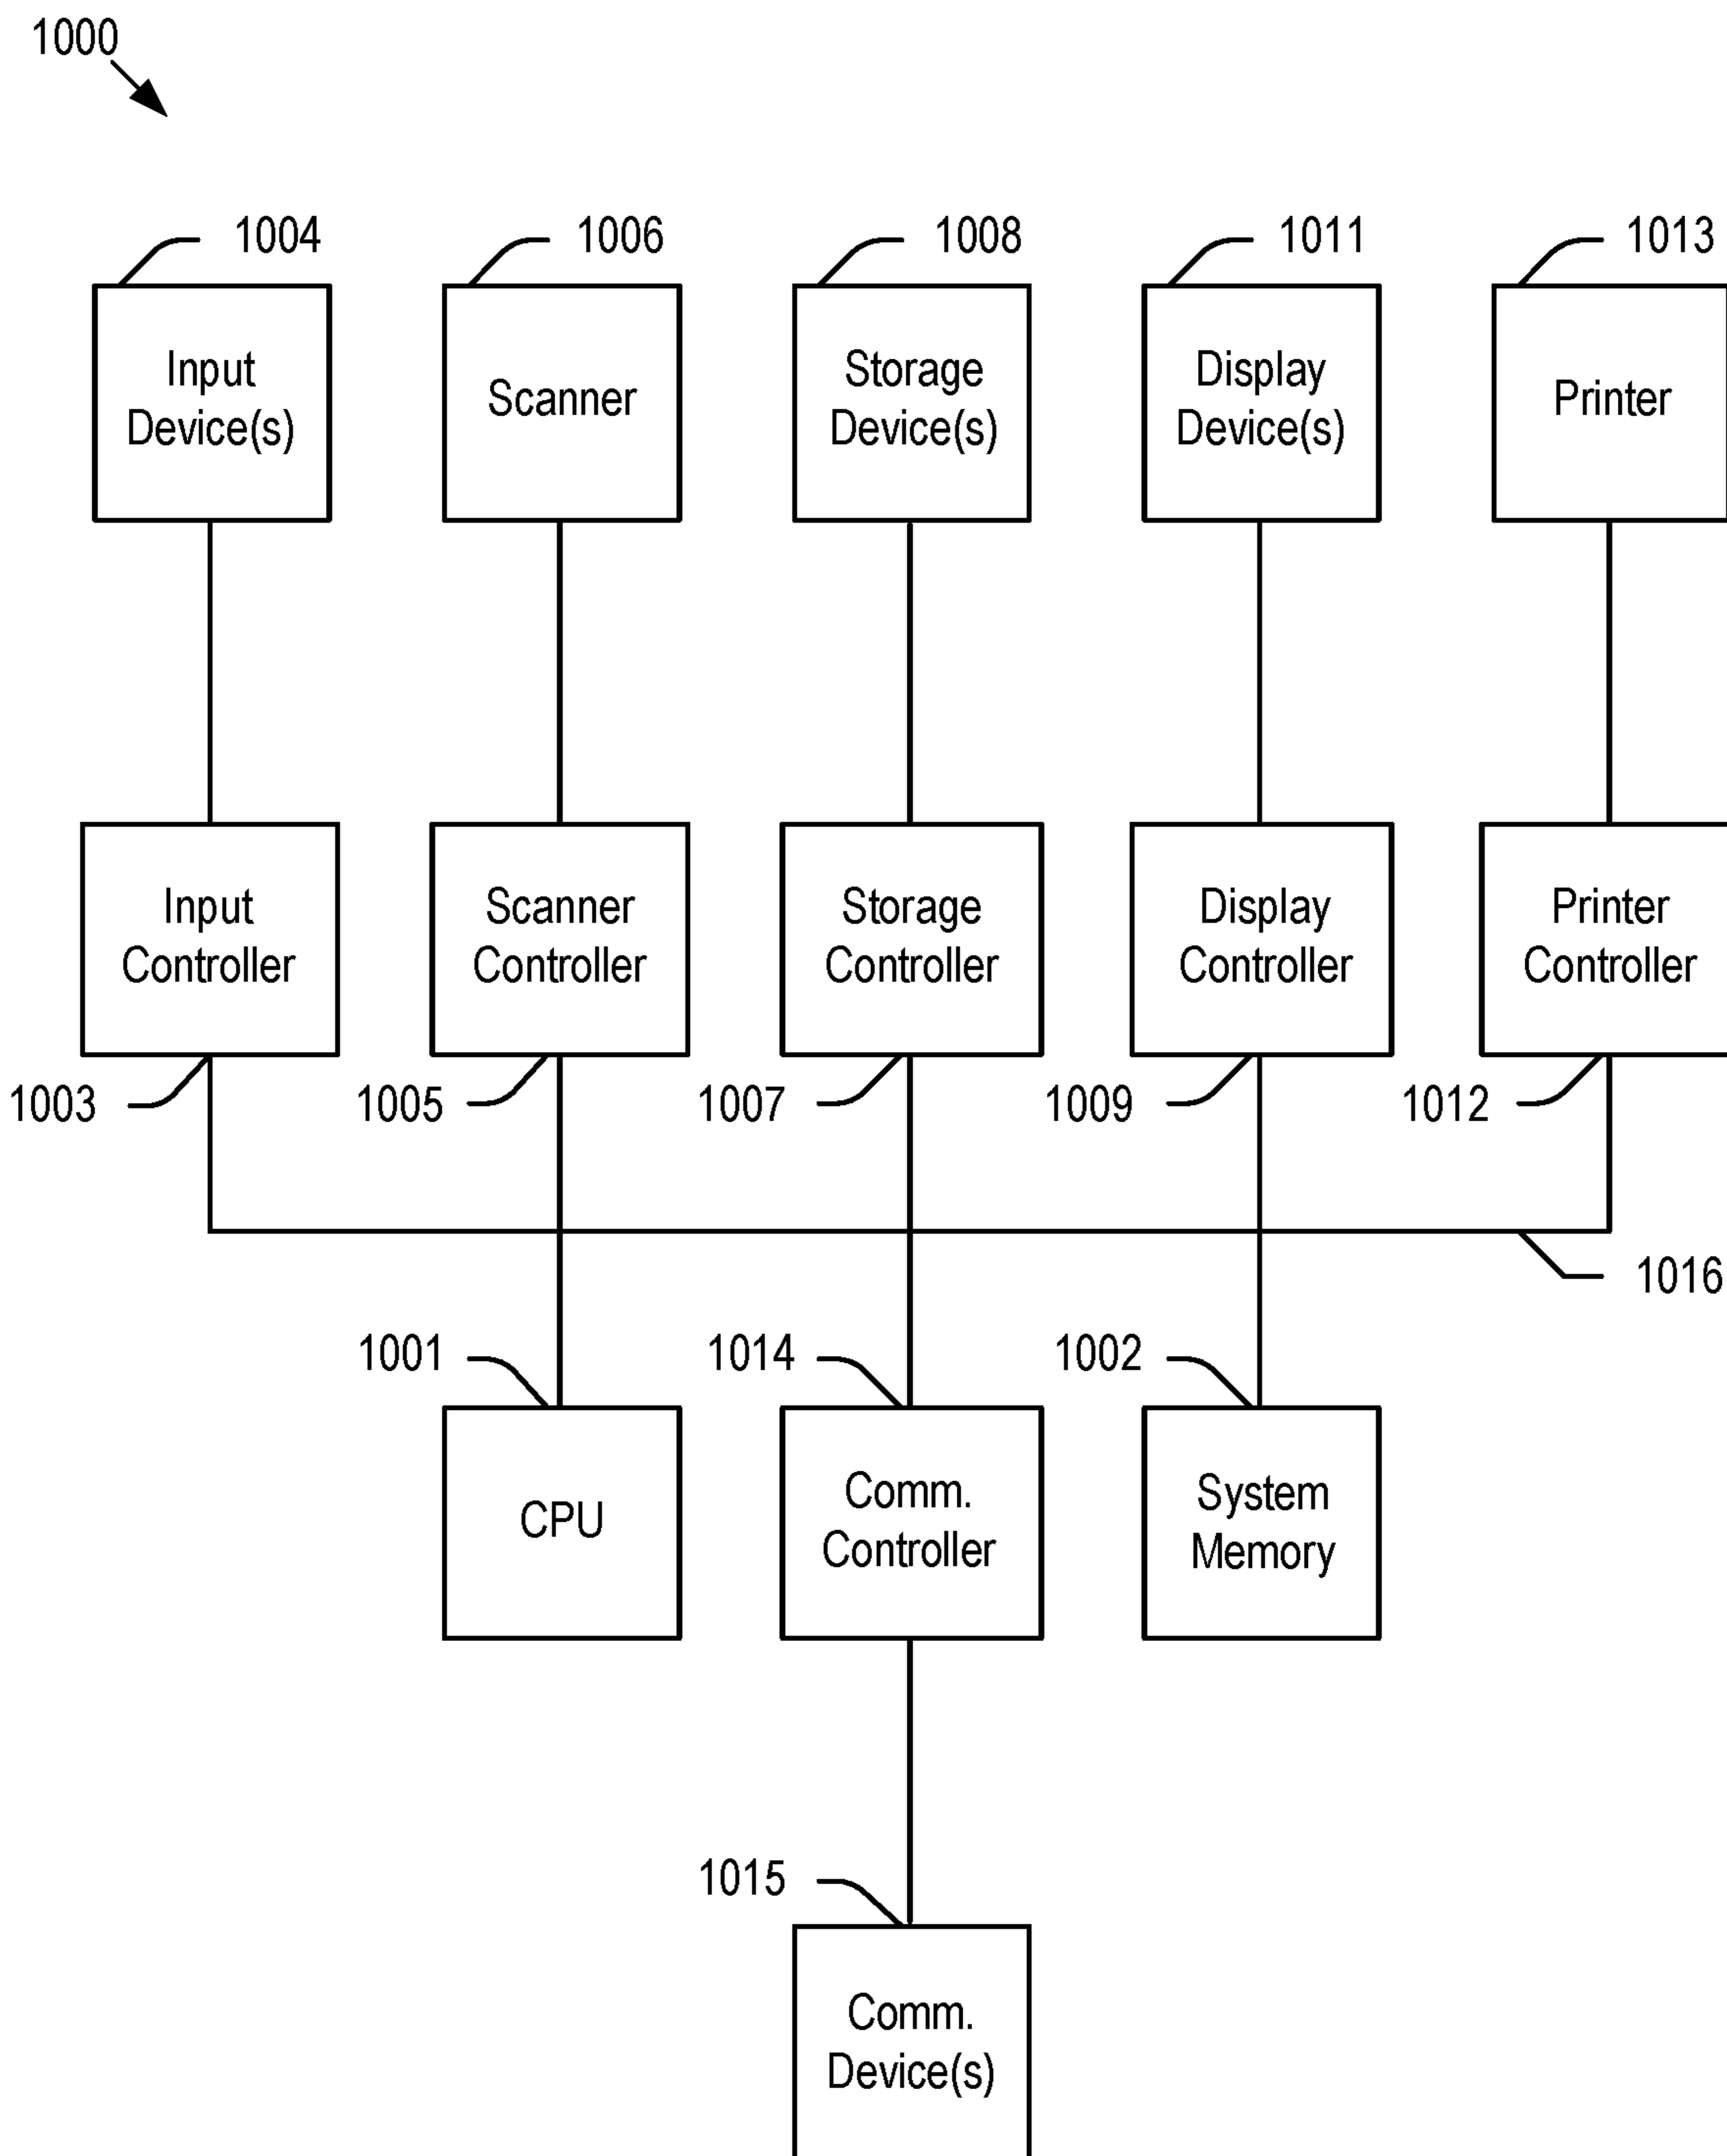 1000
1004
1006
1008
1011
1013
Input
Device(s)
Scanner
Storage
Device(s)
Display
Device(s)
Printer
Input
Controller
Scanner
Controller
Storage
Controller
Display
Controller
Printer
Controller
1003
1005
1007
1009
1012
1016
1001
1014
1002
CPU
Comm.
Controller
System
Memory
1015
Comm.
Device(s)